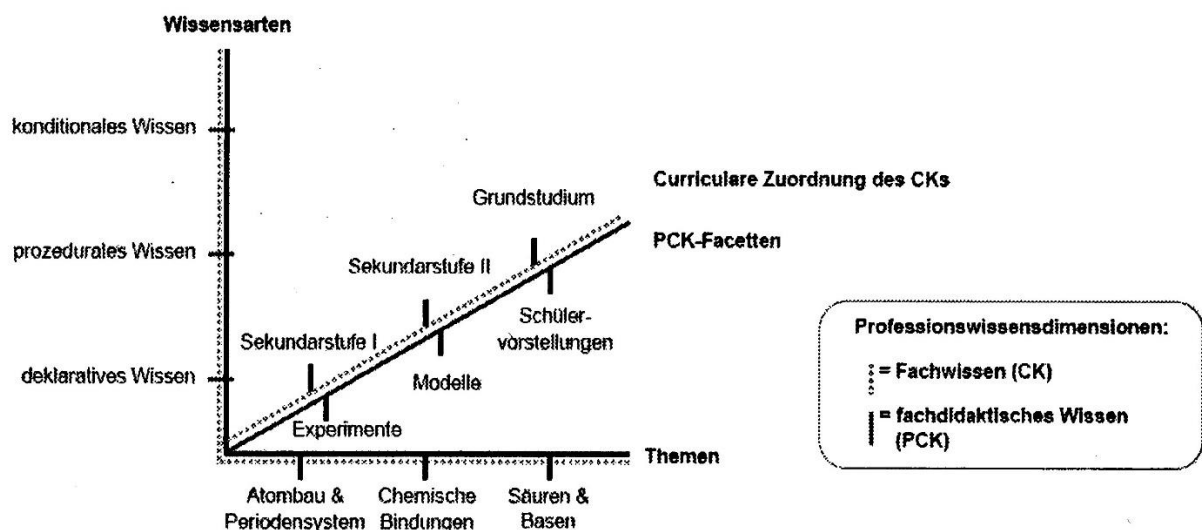 Wissensarten
konditionales Wissen
prozedurales Wissen
deklaratives Wissen
Grundstudium
Sekundarstufe II
Sekundarstufe I
Curriculare Zuordnung des CKs
PCK-Facetten
Schüler-
vorstellungen
Modelle
Experimente
Themen
Atombau &
Periodensystem
Chemische
Bindungen
Säuren &
Basen
Professionswissensdimensionen:
= Fachwissen (CK)
= fachdidaktisches Wissen
(PCK)